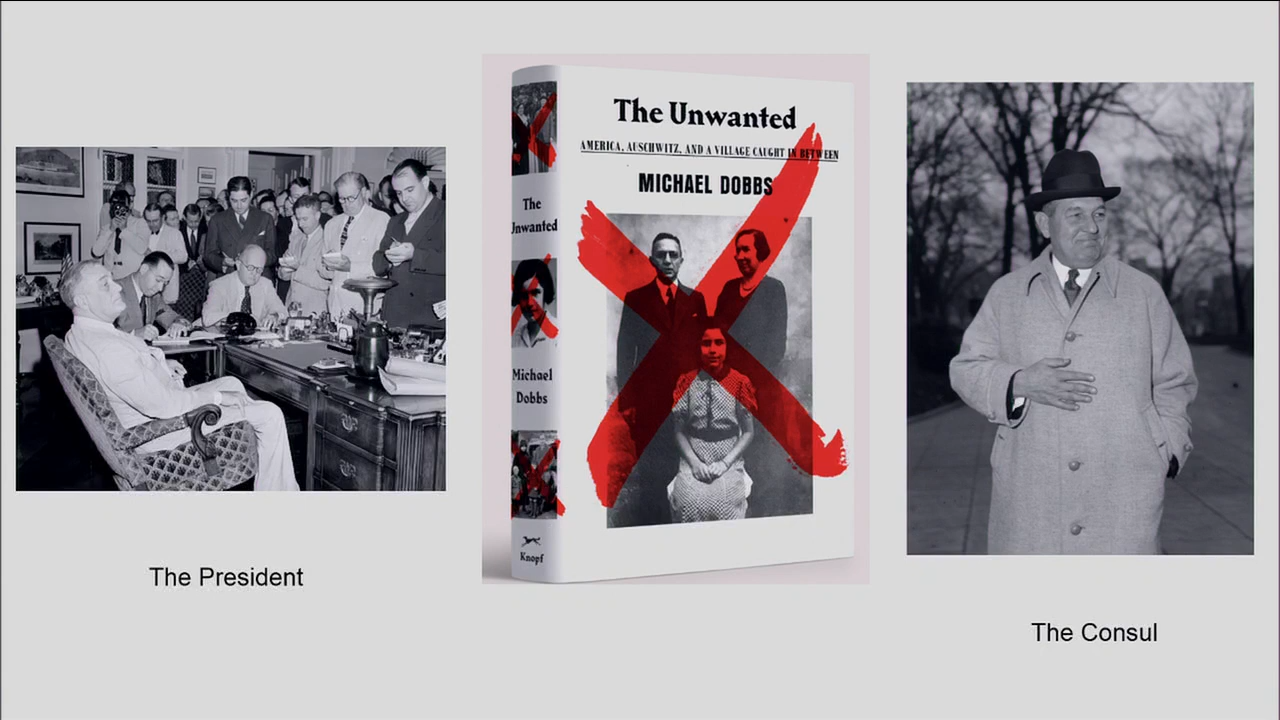 The Unwanted
AMERICA, AUSCHWITZ, AND A VILLAGE CAUGHT IN BETWEEN
MICHAEL DOBBS
The
Unwanted
Michael
Dobbs
Knopf
The President
The Consul